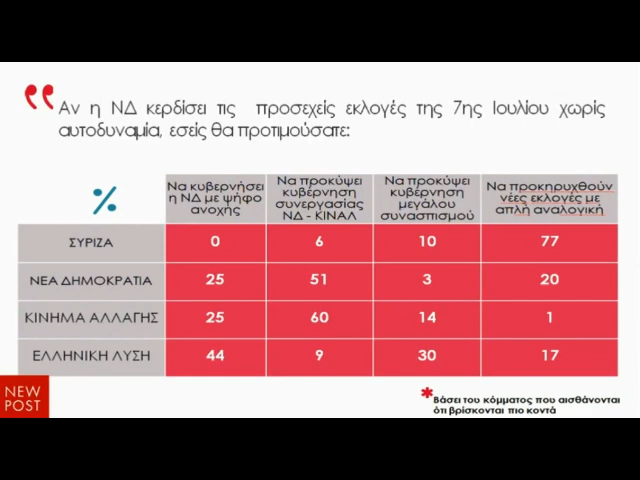 Αν η ΝΔ κερδίσει τις προσεχείς εκλογές της 7ης Ιουλίου χωρίς
αυτοδυναμία, εσείς θα προτιμούσατε:
%
Να κυβερνήσει
η ΝΔ με ψήφο
ανοχής
Να προκύψει
κυβέρνηση
συνεργασίας
ΝΔ - ΚΙΝΑΛ
Να προκύψει
κυβέρνηση
μεγάλου
συνασπισμού
Να προκηρυχθούν
νέες εκλογές με
απλή αναλογική
ΣΥΡΙΖΑ 0 6 10 77
ΝΕΑ ΔΗΜΟΚΡΑΤΙΑ 25 51 3 20
ΚΙΝΗΜΑ ΑΛΛΑΓΗΣ 25 60 14 1
ΕΛΛΗΝΙΚΗ ΛΥΣΗ 44 9 30 17
NEW
POST
*Βάσει του κόμματος που αισθάνονται
ότι βρίσκονται πιο κοντά